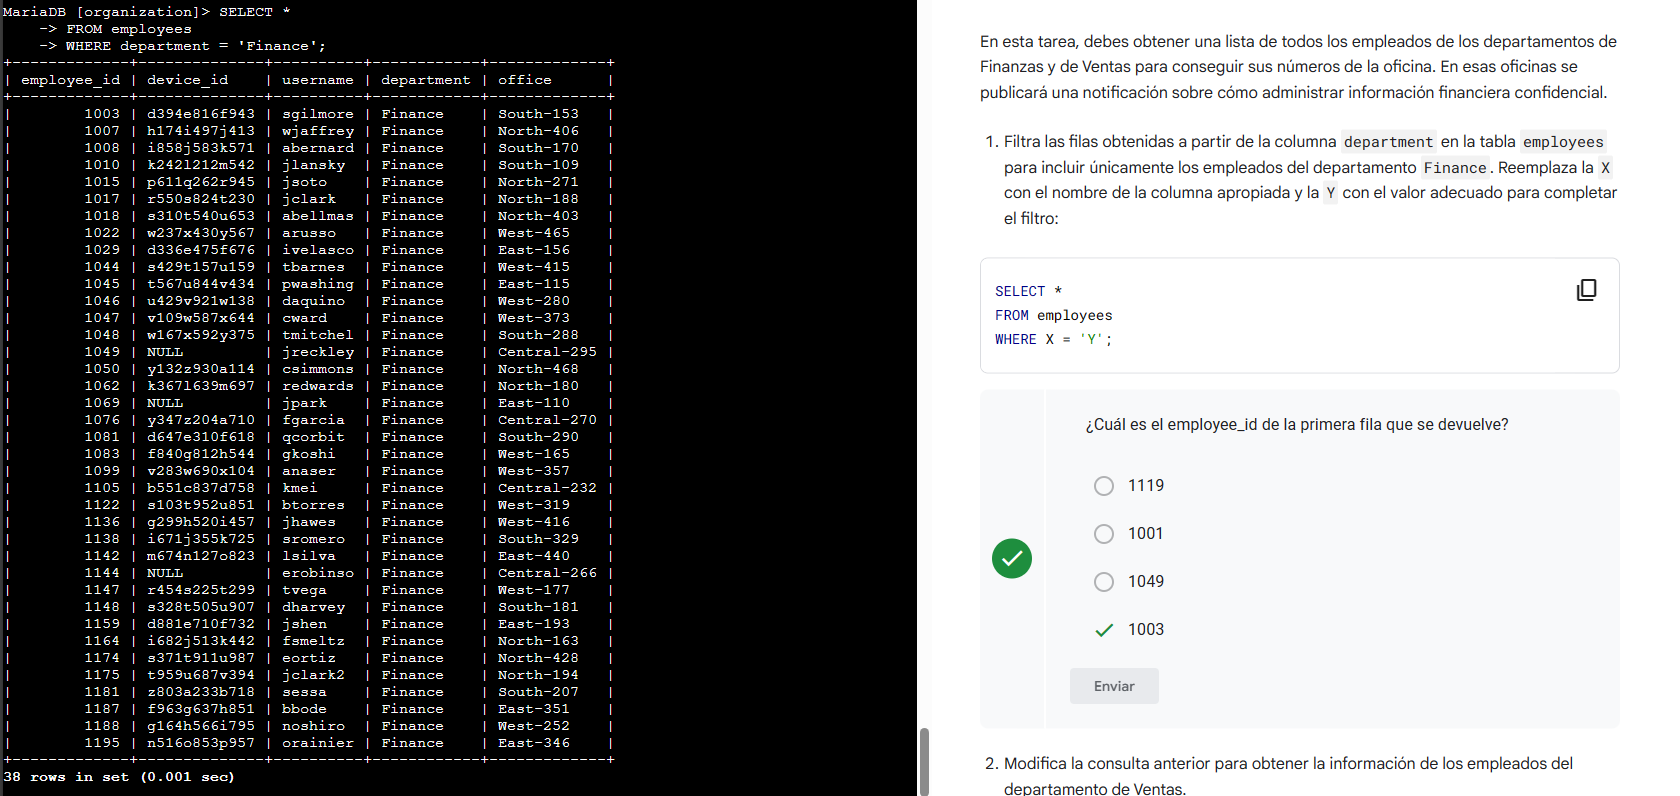 MariaDB [organization]> SELECT *
-> FROM employees
-> WHERE department = 'Finance';
+-------------+--------------+----------+------------+-------------+
| employee_id | device_id | username | department | office |
+-------------+--------------+----------+------------+-------------+
| 1003 | d394e816f943 | sgilmore | Finance | South-153 |
| 1007 | h174i497j413 | wjaffrey | Finance | North-406 |
| 1008 | i858j583k571 | abernard | Finance | South-170 |
| 1010 | k242l212m542 | jlansky | Finance | South-109 |
| 1015 | p611q262r945 | jsoto | Finance | North-271 |
| 1017 | r550s824t230 | jclark | Finance | North-188 |
| 1018 | s310t540u653 | abellmas | Finance | North-403 |
| 1022 | w237x430y567 | arusso | Finance | West-465 |
| 1029 | d336e475f676 | ivelasco | Finance | East-156 |
| 1044 | s429t157u159 | tbarnes | Finance | West-415 |
| 1045 | t567u844v434 | pwashing | Finance | East-115 |
| 1046 | u429v921w138 | daquino | Finance | West-280 |
| 1047 | v109w587x644 | cward | Finance | West-373 |
| 1048 | w167x592y375 | tmitchel | Finance | South-288 |
| 1049 | NULL | jreckley | Finance | Central-295 |
| 1050 | y132z930a114 | csimmons | Finance | North-468 |
| 1062 | k367l639m697 | redwards | Finance | North-180 |
| 1069 | NULL | jpark | Finance | East-110 |
| 1076 | y347z204a710 | fgarcia | Finance | Central-270 |
| 1081 | d647e310f618 | qcorbit | Finance | South-290 |
| 1083 | f840g812h544 | gkoshi | Finance | West-165 |
| 1099 | v283w690x104 | anaser | Finance | West-357 |
| 1105 | b551c837d758 | kmei | Finance | Central-232 |
| 1122 | s103t952u851 | btorres | Finance | West-319 |
| 1136 | g299h520i457 | jhawes | Finance | West-416 |
| 1138 | i671j355k725 | sromero | Finance | South-329 |
| 1142 | m674n127o823 | lsilva | Finance | East-440 |
| 1144 | NULL | erobinso | Finance | Central-266 |
| 1147 | r454s225t299 | tvega | Finance | West-177 |
| 1148 | s328t505u907 | dharvey | Finance | South-181 |
| 1159 | d881e710f732 | jshen | Finance | East-193 |
| 1164 | i682j513k442 | fsmeltz | Finance | North-163 |
| 1174 | s371t911u987 | eortiz | Finance | North-428 |
| 1175 | t959u687v394 | jclark2 | Finance | North-194 |
| 1181 | z803a233b718 | sessa | Finance | South-207 |
| 1187 | f963g637h851 | bbode | Finance | East-351 |
| 1188 | g164h566i795 | noshiro | Finance | West-252 |
| 1195 | n516o853p957 | orainier | Finance | East-346 |
+-------------+--------------+----------+------------+-------------+
38 rows in set (0.001 sec)
En esta tarea, debes obtener una lista de todos los empleados de los departamentos de
Finanzas y de Ventas para conseguir sus números de la oficina. En esas oficinas se
publicará una notificación sobre cómo administrar información financiera confidencial.
1. Filtra las filas obtenidas a partir de la columna department en la tabla employees
para incluir únicamente los empleados del departamento Finance. Reemplaza la X
con el nombre de la columna apropiada y la Y con el valor adecuado para completar
el filtro:
SELECT *
FROM employees
WHERE X = 'Y';
¿Cuál es el employee_id de la primera fila que se devuelve?
1119
1001
1049
1003
Enviar
2. Modifica la consulta anterior para obtener la información de los empleados del
departamento de Ventas.